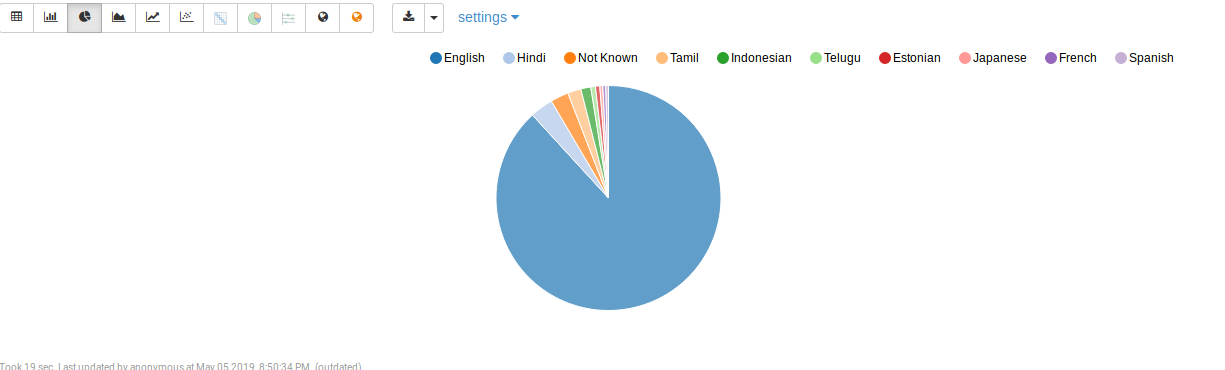 settings
English Hindi Not Known Tamil Indonesian Telugu Estonian Japanese French Spanish
Took 19 sec. Last updated by anonymous at May 05 2019, 8:50:34 PM. (outdated)